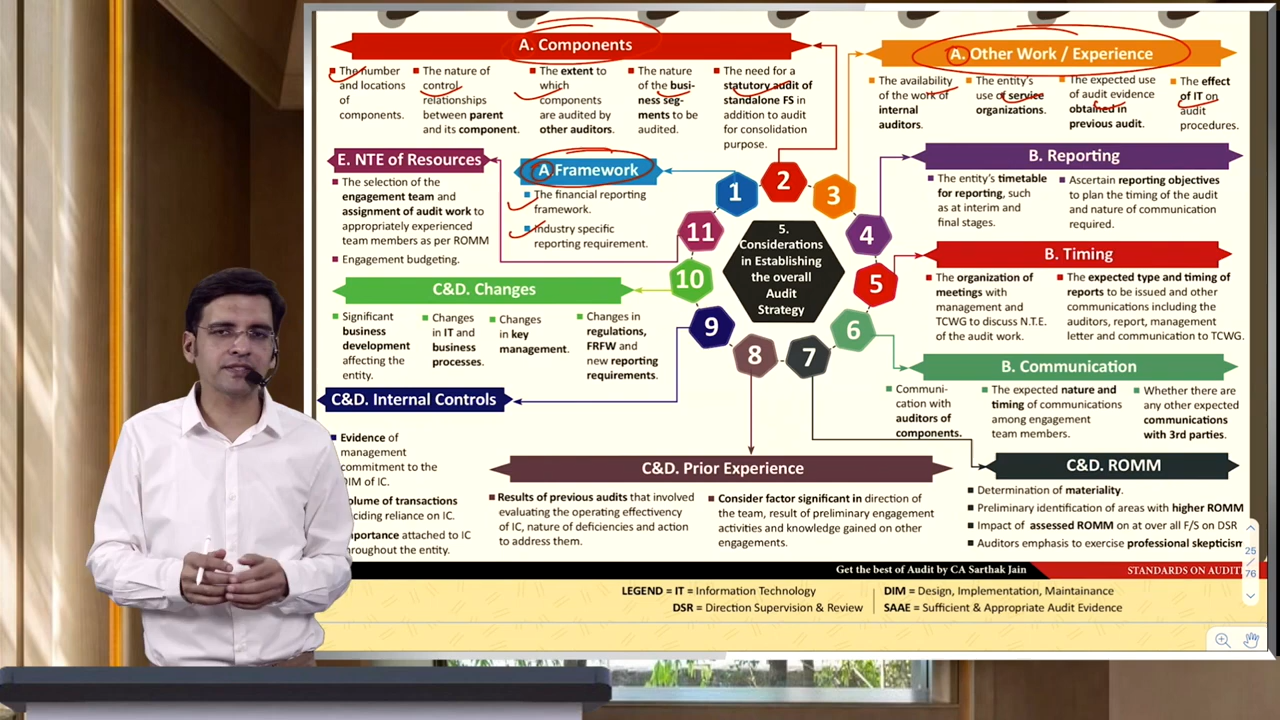 A. Components
The number
and locations
of
components.
The nature of
control
relationships
between parent
and its component.
The extent to
which
components
are audited by
other auditors.
The nature
of the busi-
ness seg-
ments to be
audited.
The need for a
statutory audit of
standalone FS in
addition to audit
for consolidation
purpose.
A. Other Work / Experience
The availability
of the work of
internal
auditors.
The entity's
use of service
organizations.
The expected use
of audit evidence
obtained in
previous audit.
The effect
of IT on
audit
procedures.
E. NTE of Resources
The selection of the
engagement team and
assignment of audit work to
appropriately experienced
team members as per ROMM
Engagement budgeting.
A. Framework
The financial reporting
framework.
Industry specific
reporting requirement.
1
2
3
4
5
6
7
8
9
10
11
5.
Considerations
in Establishing
the overall
Audit
Strategy
B. Reporting
The entity's timetable
for reporting, such
as at interim and
final stages.
Ascertain reporting objectives
to plan the timing of the audit
and nature of communication
required.
B. Timing
The organization of
meetings with
management and
TCWG to discuss N.T.E.
of the audit work.
The expected type and timing of
reports to be issued and other
communications including the
auditors, report, management
letter and communication to TCWG.
C&D. Changes
Significant
business
development
affecting the
entity.
Changes
in IT and
business
processes.
Changes
in key
management.
Changes in
regulations,
FRFW and
new reporting
requirements.
B. Communication
Communi-
cation with
auditors of
components.
The expected nature and
timing of communications
among engagement
team members.
Whether there are
any other expected
communications
with 3rd parties.
C&D. Internal Controls
Evidence of
management
commitment to the
of IC.
transactions
reliance on IC.
attached to IC
the entity.
C&D. Prior Experience
Results of previous audits that involved
evaluating the operating effectivity
of IC, nature of deficiencies and action
to address them.
Consider factor significant in direction of
the team, result of preliminary engagement
activities and knowledge gained on other
engagements.
C&D. ROMM
Determination of materiality.
Preliminary identification of areas with higher ROMM
Impact of assessed ROMM on at over all F/S on DSR
Auditors emphasis to exercise professional skepticism
25
76
Get the best of Audit by CA Sarthak Jain
STANDARDS ON AUDIT
LEGEND = IT = Information Technology
DSR = Direction Supervision & Review
DIM = Design, Implementation, Maintainance
SAAE = Sufficient & Appropriate Audit Evidence